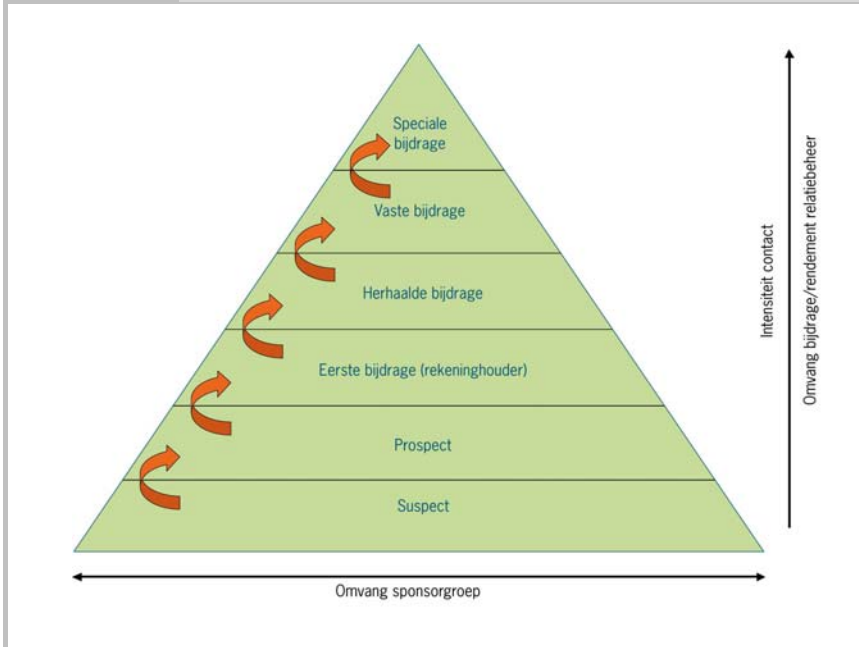 Speciale
bijdrage
Vaste bijdrage
Herhaalde bijdrage
Eerste bijdrage (rekeninghouder)
Prospect
Suspect
Omvang sponsorgroep
Intensiteit contact
Omvang bijdrage/rendement relatiebeheer